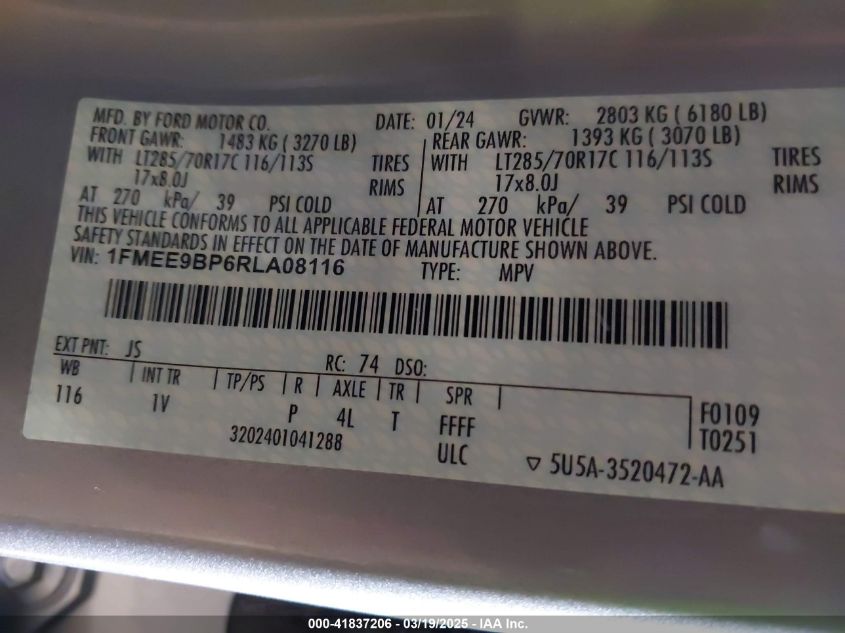 MFD. BY FORD MOTOR CO. DATE: 01/24 GVWR: 2803 KG ( 6180 LB)
FRONT GAWR: 1483 KG ( 3270 LB) REAR GAWR: 1393 KG ( 3070 LB)
WITH LT285/70R17C 116/113S TIRES WITH LT285/70R17C 116/113S TIRES
17x8.0J RIMS 17x8.0J RIMS
AT 270 kPa/ 39 PSI COLD AT 270 kPa/ 39 PSI COLD
THIS VEHICLE CONFORMS TO ALL APPLICABLE FEDERAL MOTOR VEHICLE
SAFETY STANDARDS IN EFFECT ON THE DATE OF MANUFACTURE SHOWN ABOVE.
VIN: 1FMEE9BP6RLA08116 TYPE: MPV
EXT PNT: JS RC: 74 DSO:
WB INT TR TP/PS R AXLE TR SPR
116 1V P 4L T FFFF F0109
3202401041288 ULC T0251
5U5A-3520472-AA
000-41837206 - 03/19/2025 - IAA Inc.